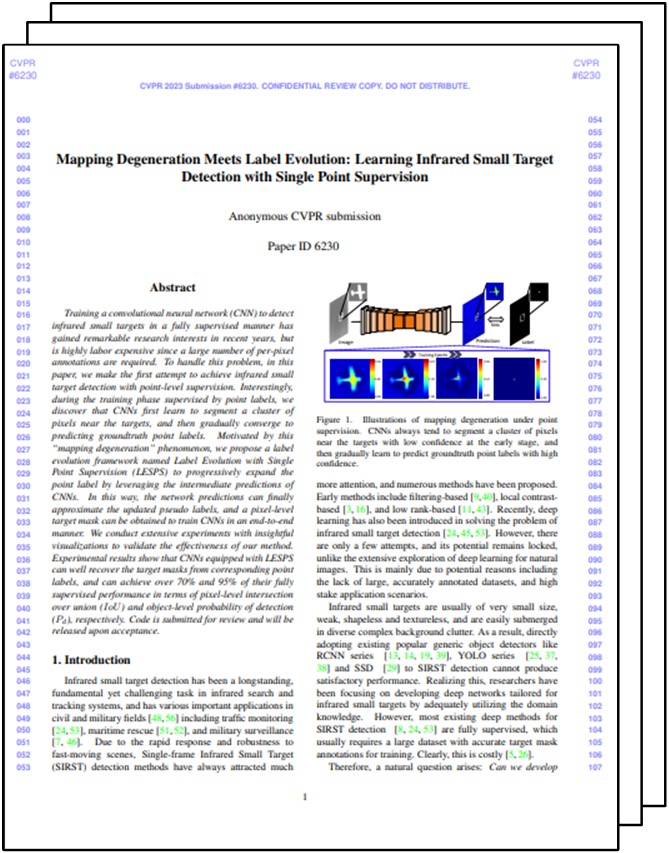 CVPR
#6230
CVPR
#6230
CVPR 2023 Submission #6230. CONFIDENTIAL REVIEW COPY. DO NOT DISTRIBUTE.
Mapping Degeneration Meets Label Evolution: Learning Infrared Small Target
Detection with Single Point Supervision
Anonymous CVPR submission
Paper ID 6230
000
001
002
003
004
005
006
007
008
009
010
011
012
013
014
015
016
017
018
019
020
021
022
023
024
025
026
027
028
029
030
031
032
033
034
035
036
037
038
039
040
041
042
043
044
045
046
047
048
049
050
051
052
053
Abstract
Training a convolutional neural network (CNN) to detect
infrared small targets in a fully supervised manner has
gained remarkable research interests in recent years, but
is highly labor expensive since a large number of per-pixel
annotations are required. To handle this problem, in this
paper, we make the first attempt to achieve infrared small
target detection with point-level supervision. Interestingly,
during the training phase supervised by point labels, we
discover that CNNs first learn to segment a cluster of
pixels near the targets, and then gradually converge to
predicting groundtruth point labels. Motivated by this
“mapping degeneration” phenomenon, we propose a label
evolution framework named Label Evolution with Single
Point Supervision (LESPS) to progressively expand the
point label by leveraging the intermediate predictions of
CNNs. In this way, the network predictions can finally
approximate the updated pseudo labels, and a pixel-level
target mask can be obtained to train CNNs in an end-to-end
manner. We conduct extensive experiments with insightful
visualizations to validate the effectiveness of our method.
Experimental results show that CNNs equipped with LESPS
can well recover the target masks from corresponding point
labels, and can achieve over 70% and 95% of their fully
supervised performance in terms of pixel-level intersection
over union (IoU) and object-level probability of detection
(Pd), respectively. Code is submitted for review and will be
released upon acceptance.
1. Introduction
Infrared small target detection has been a longstanding,
fundamental yet challenging task in infrared search and
tracking systems, and has various important applications in
civil and military fields [48, 56] including traffic monitoring
[24, 53], maritime rescue [51, 52], and military surveillance
[7, 46]. Due to the rapid response and robustness to
fast-moving scenes, Single-frame Infrared Small Target
(SIRST) detection methods have always attracted much
Image
Prediction
Loss
Label
Training Epochs
Figure 1. Illustrations of mapping degeneration under point
supervision. CNNs always tend to segment a cluster of pixels
near the targets with low confidence at the early stage, and
then gradually learn to predict groundtruth point labels with high
confidence.
more attention, and numerous methods have been proposed.
Early methods include filtering-based [9, 40], local contrast-
based [3, 16], and low rank-based [11, 43]. Recently, deep
learning has also been introduced in solving the problem of
infrared small target detection [24, 45, 53]. However, there
are only a few attempts, and its potential remains locked,
unlike the extensive exploration of deep learning for natural
images. This is mainly due to potential reasons including
the lack of large, accurately annotated datasets, and high
stake application scenarios.
Infrared small targets are usually of very small size,
weak, shapeless and textureless, and are easily submerged
in diverse complex background clutter. As a result, directly
adopting existing popular generic object detectors like
RCNN series [13, 14, 19, 39], YOLO series [25, 37,
38] and SSD [29] to SIRST detection cannot produce
satisfactory performance. Realizing this, researchers have
been focusing on developing deep networks tailored for
infrared small targets by adequately utilizing the domain
knowledge. However, most existing deep methods for
SIRST detection [8, 24, 53] are fully supervised, which
usually requires a large dataset with accurate target mask
annotations for training. Clearly, this is costly [5, 26].
Therefore, a natural question arises: Can we develop
054
055
056
057
058
059
060
061
062
063
064
065
066
067
068
069
070
071
072
073
074
075
076
077
078
079
080
081
082
083
084
085
086
087
088
089
090
091
092
093
094
095
096
097
098
099
100
101
102
103
104
105
106
107
1